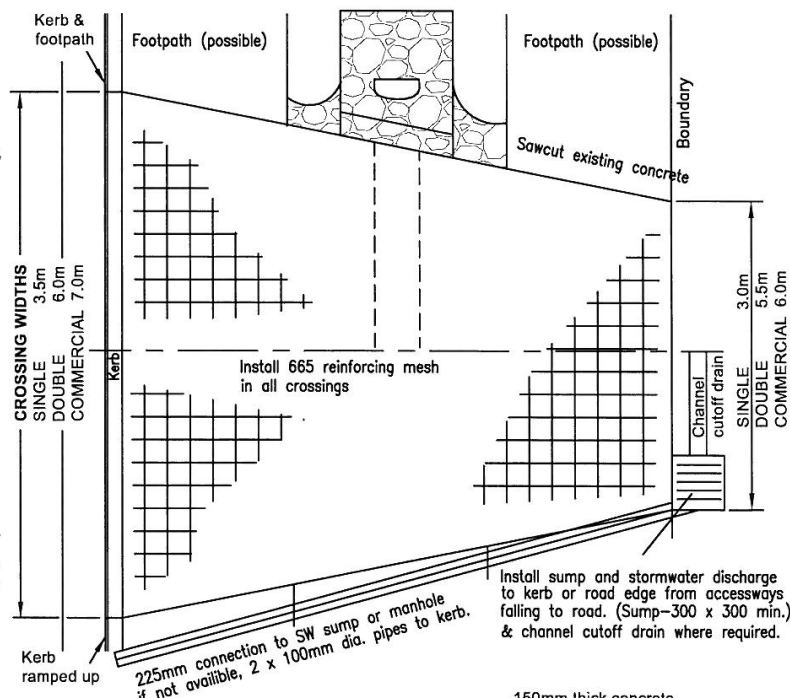 Kerb &
footpath
Footpath (possible)
Footpath (possible)
Boundary
Sawcut existing concrete
CROSSING WIDTHS
SINGLE 3.5m
DOUBLE 6.0m
COMMERCIAL 7.0m
Kerb
Install 665 reinforcing mesh
in all crossings
Channel
cutoff drain
SINGLE 3.0m
DOUBLE 5.5m
COMMERCIAL 6.0m
Install sump and stormwater discharge
to kerb or road edge from accessways
falling to road. (Sump-300 x 300 min.)
& channel cutoff drain where required.
225mm connection to SW sump or manhole
if not availible, 2 x 100mm dia. pipes to kerb.
Kerb
ramped up
150mm thick concrete